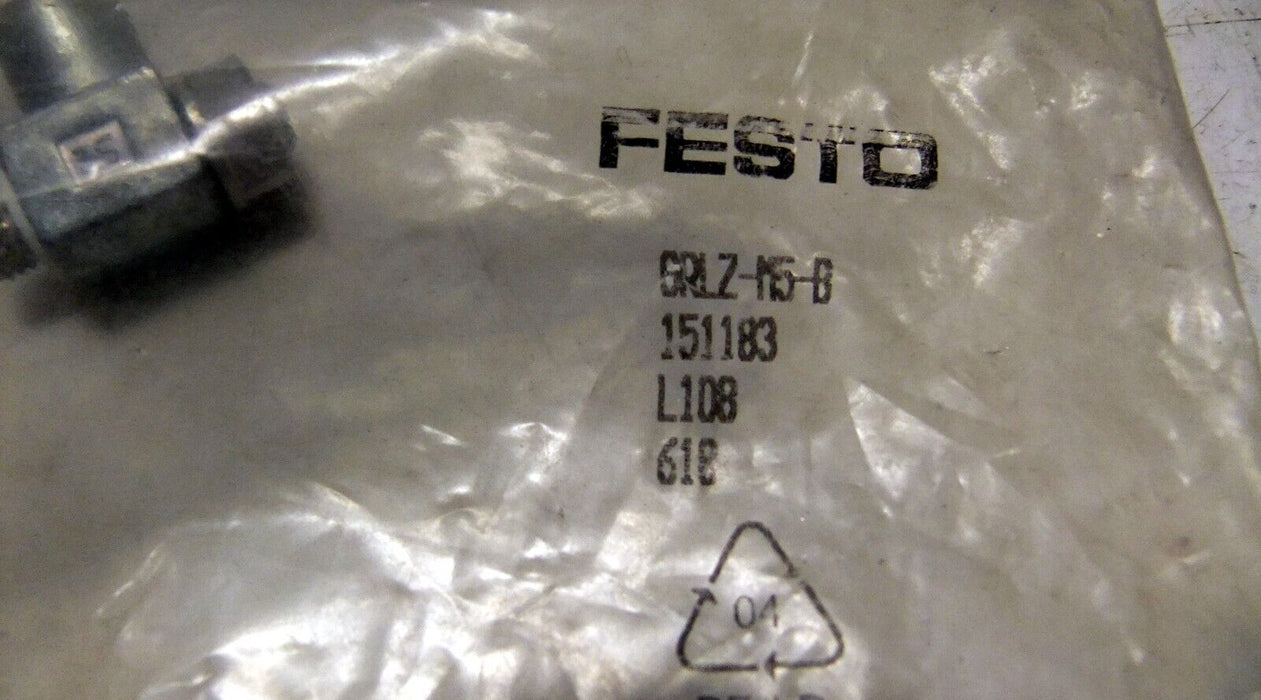 FESTO
GRLZ-M5-B
151183
L108
618
04